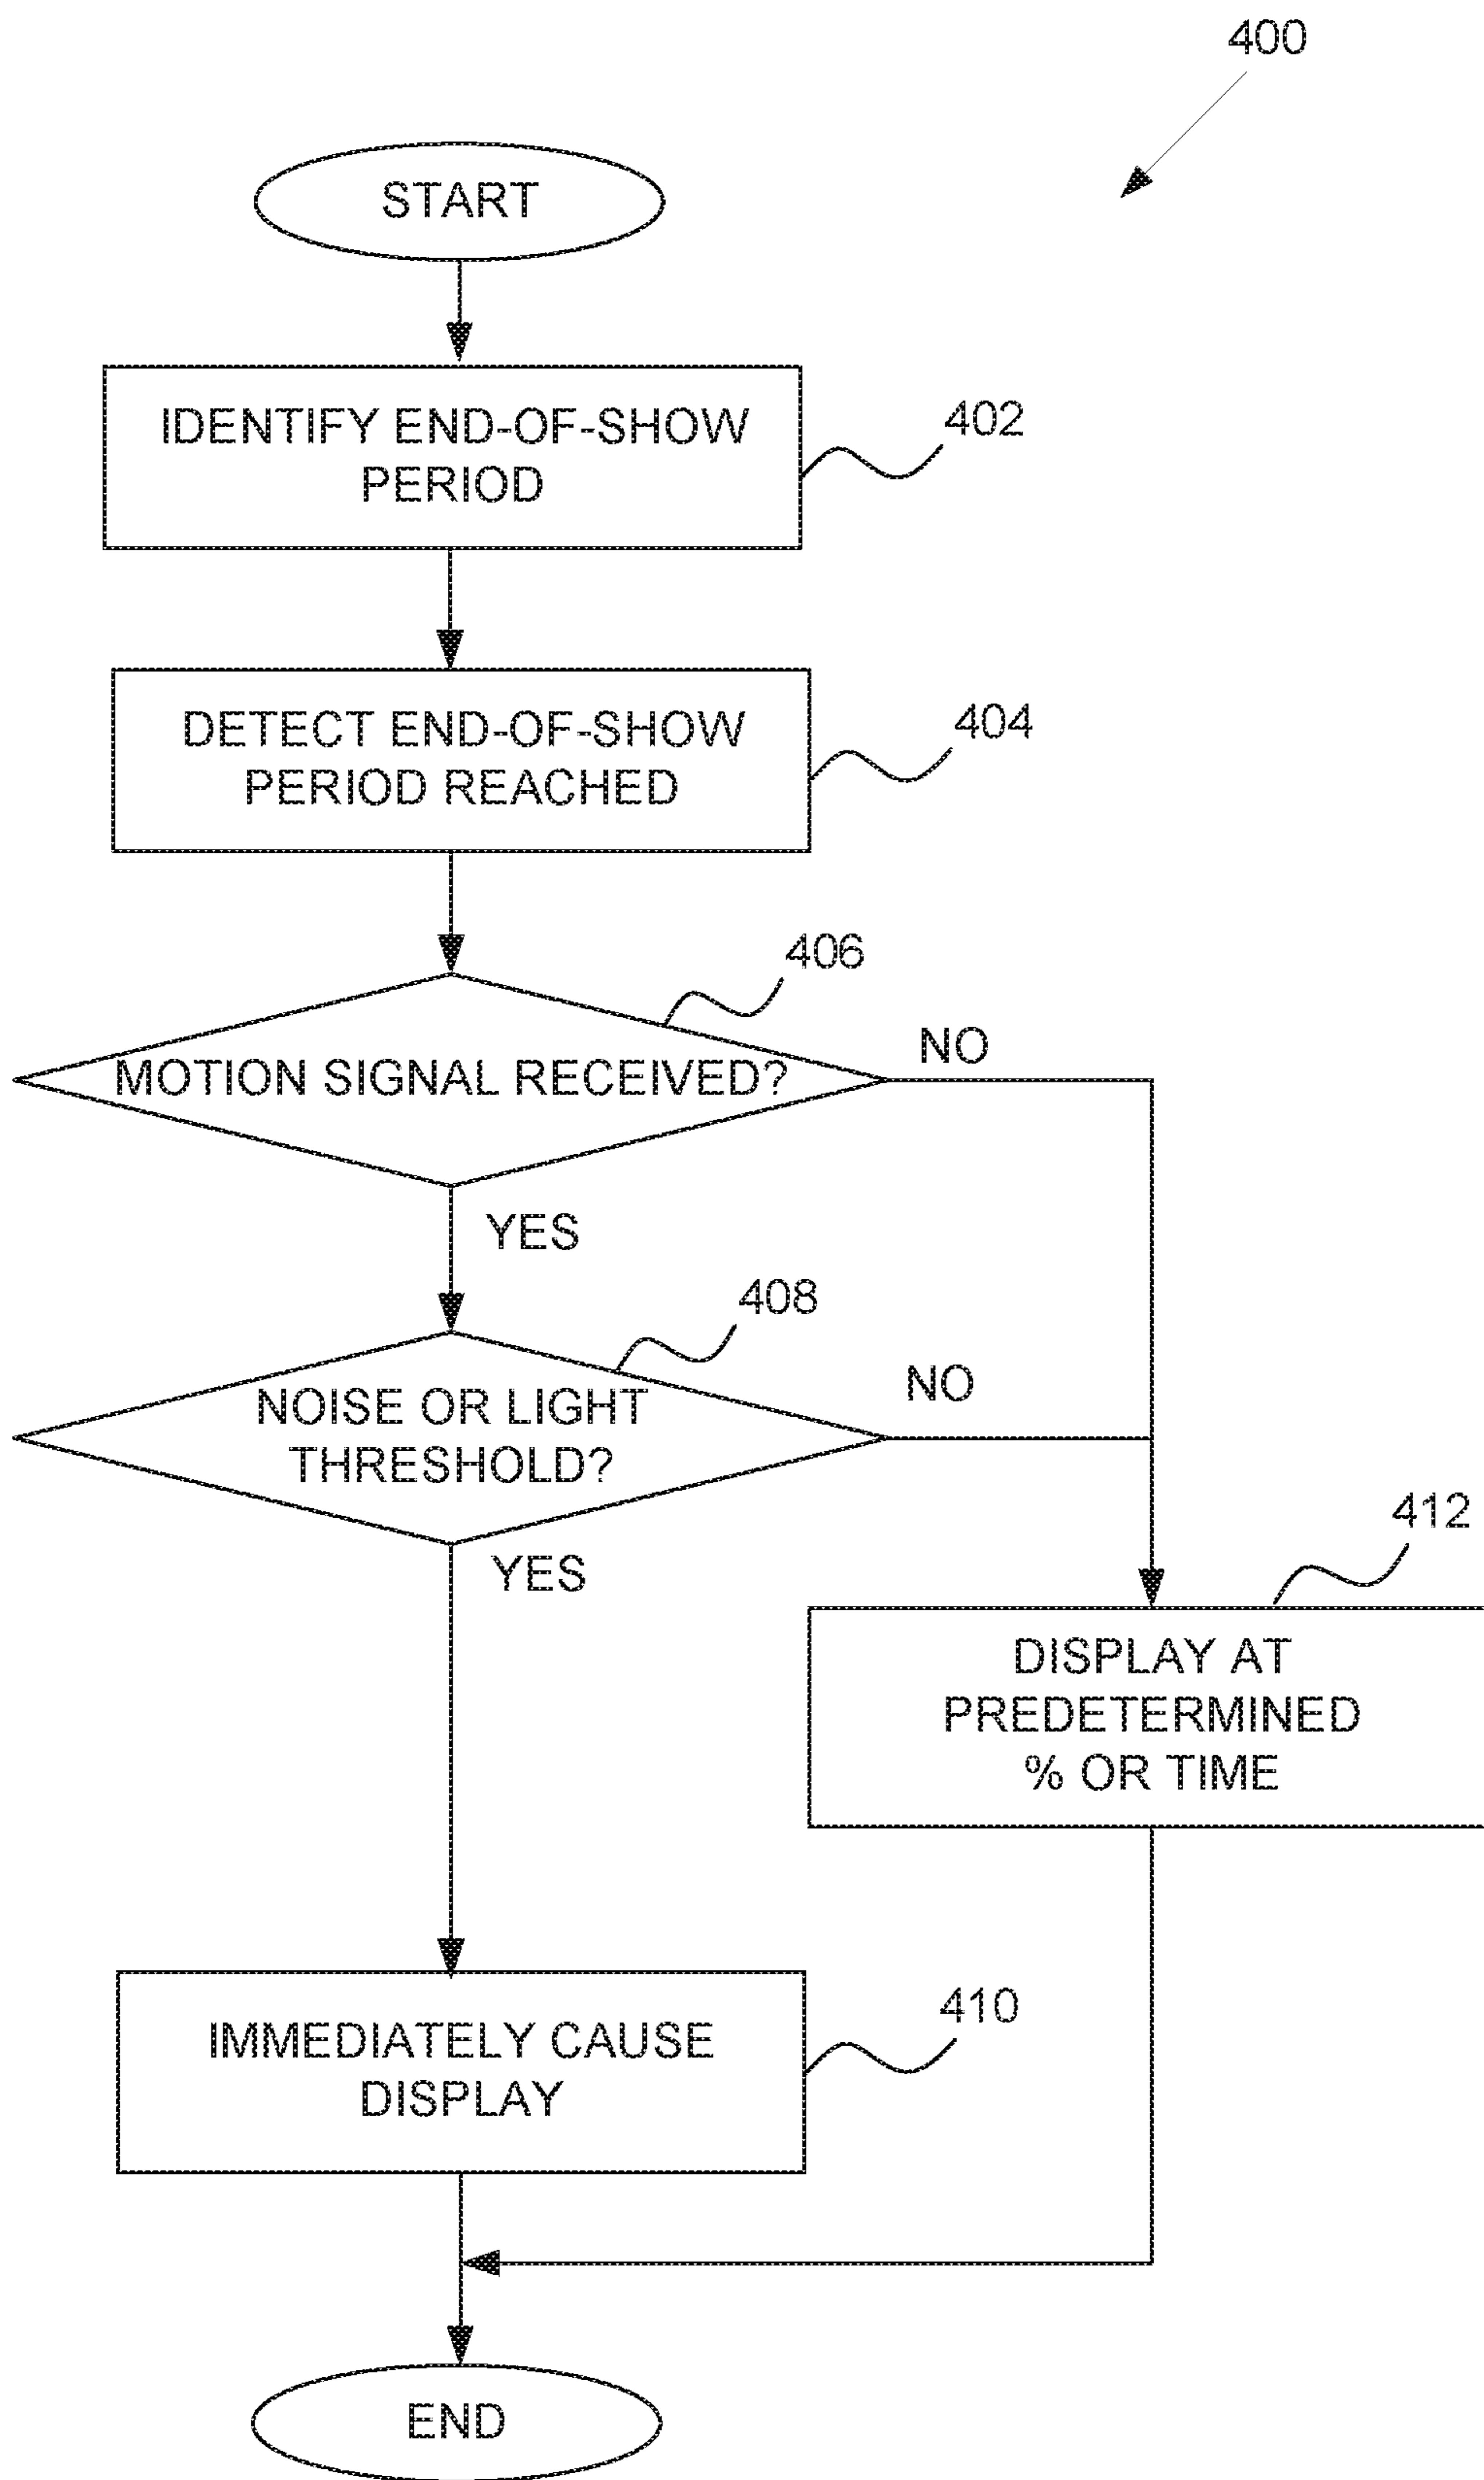 400
START
IDENTIFY END-OF-SHOW
PERIOD
402
DETECT END-OF-SHOW
PERIOD REACHED
404
406
MOTION SIGNAL RECEIVED?
NO
YES
408
NOISE OR LIGHT
THRESHOLD?
NO
YES
412
DISPLAY AT
PREDETERMINED
% OR TIME
IMMEDIATELY CAUSE
DISPLAY
410
END